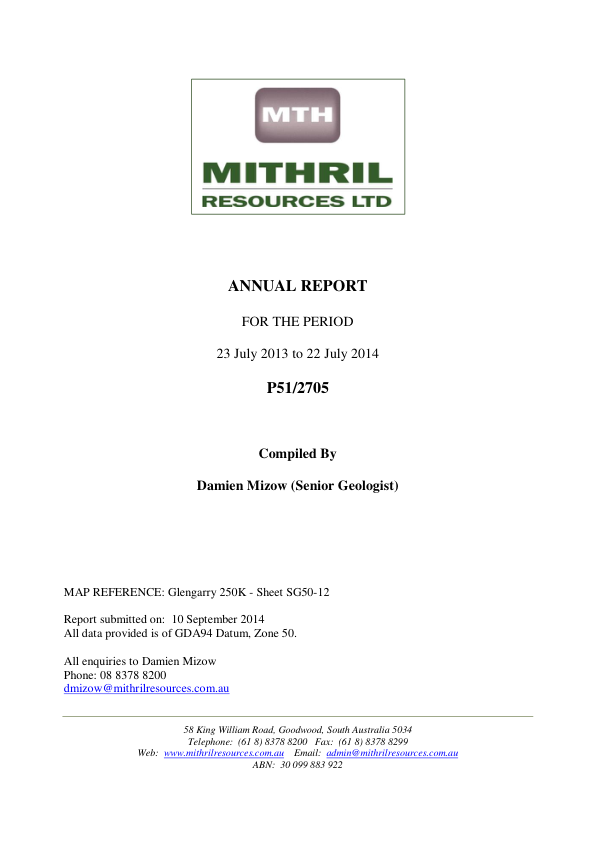 MTH
MITHRIL
RESOURCES LTD
ANNUAL REPORT
FOR THE PERIOD
23 July 2013 to 22 July 2014
P51/2705
Compiled By
Damien Mizow (Senior Geologist)
MAP REFERENCE: Glengarry 250K - Sheet SG50-12
Report submitted on: 10 September 2014
All data provided is of GDA94 Datum, Zone 50.
All enquiries to Damien Mizow
Phone: 08 8378 8200
dmizow@mithrilresources.com.au
58 King William Road, Goodwood, South Australia 5034
Telephone: (61 8) 8378 8200 Fax: (61 8) 8378 8299
Web: www.mithrilresources.com.au Email: admin@mithrilresources.com.au
ABN: 30 099 883 922